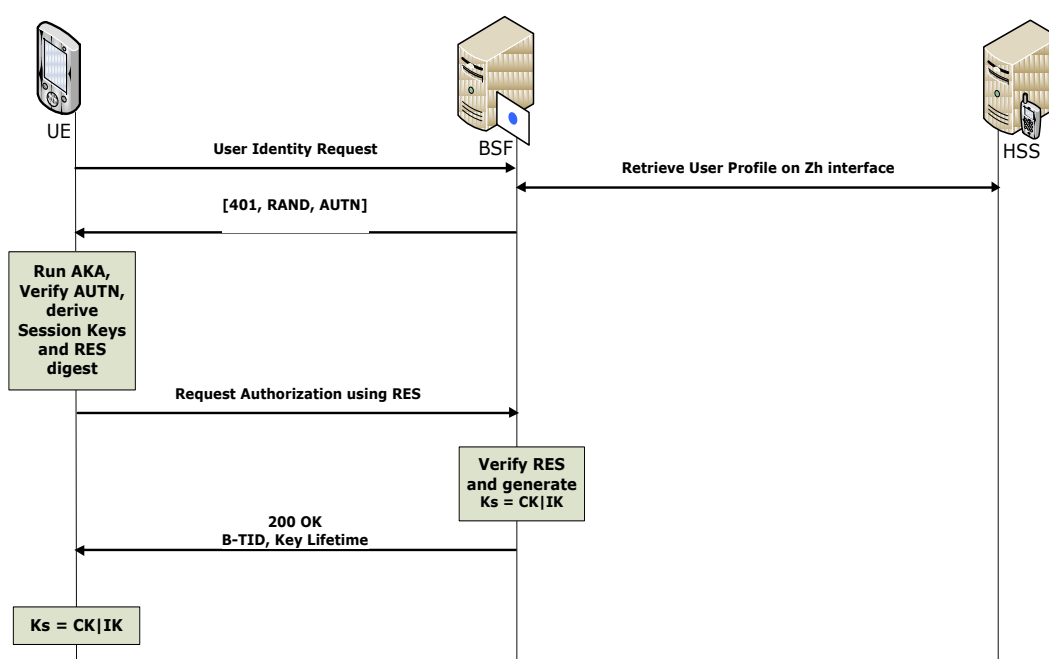 UE
BSF
HSS
User Identity Request
Retrieve User Profile on Zh interface
[401, RAND, AUTN]
Run AKA,
Verify AUTN,
derive
Session Keys
and RES
digest
Request Authorization using RES
Verify RES
and generate
Ks = CK|IK
200 OK
B-TID, Key Lifetime
Ks = CK|IK